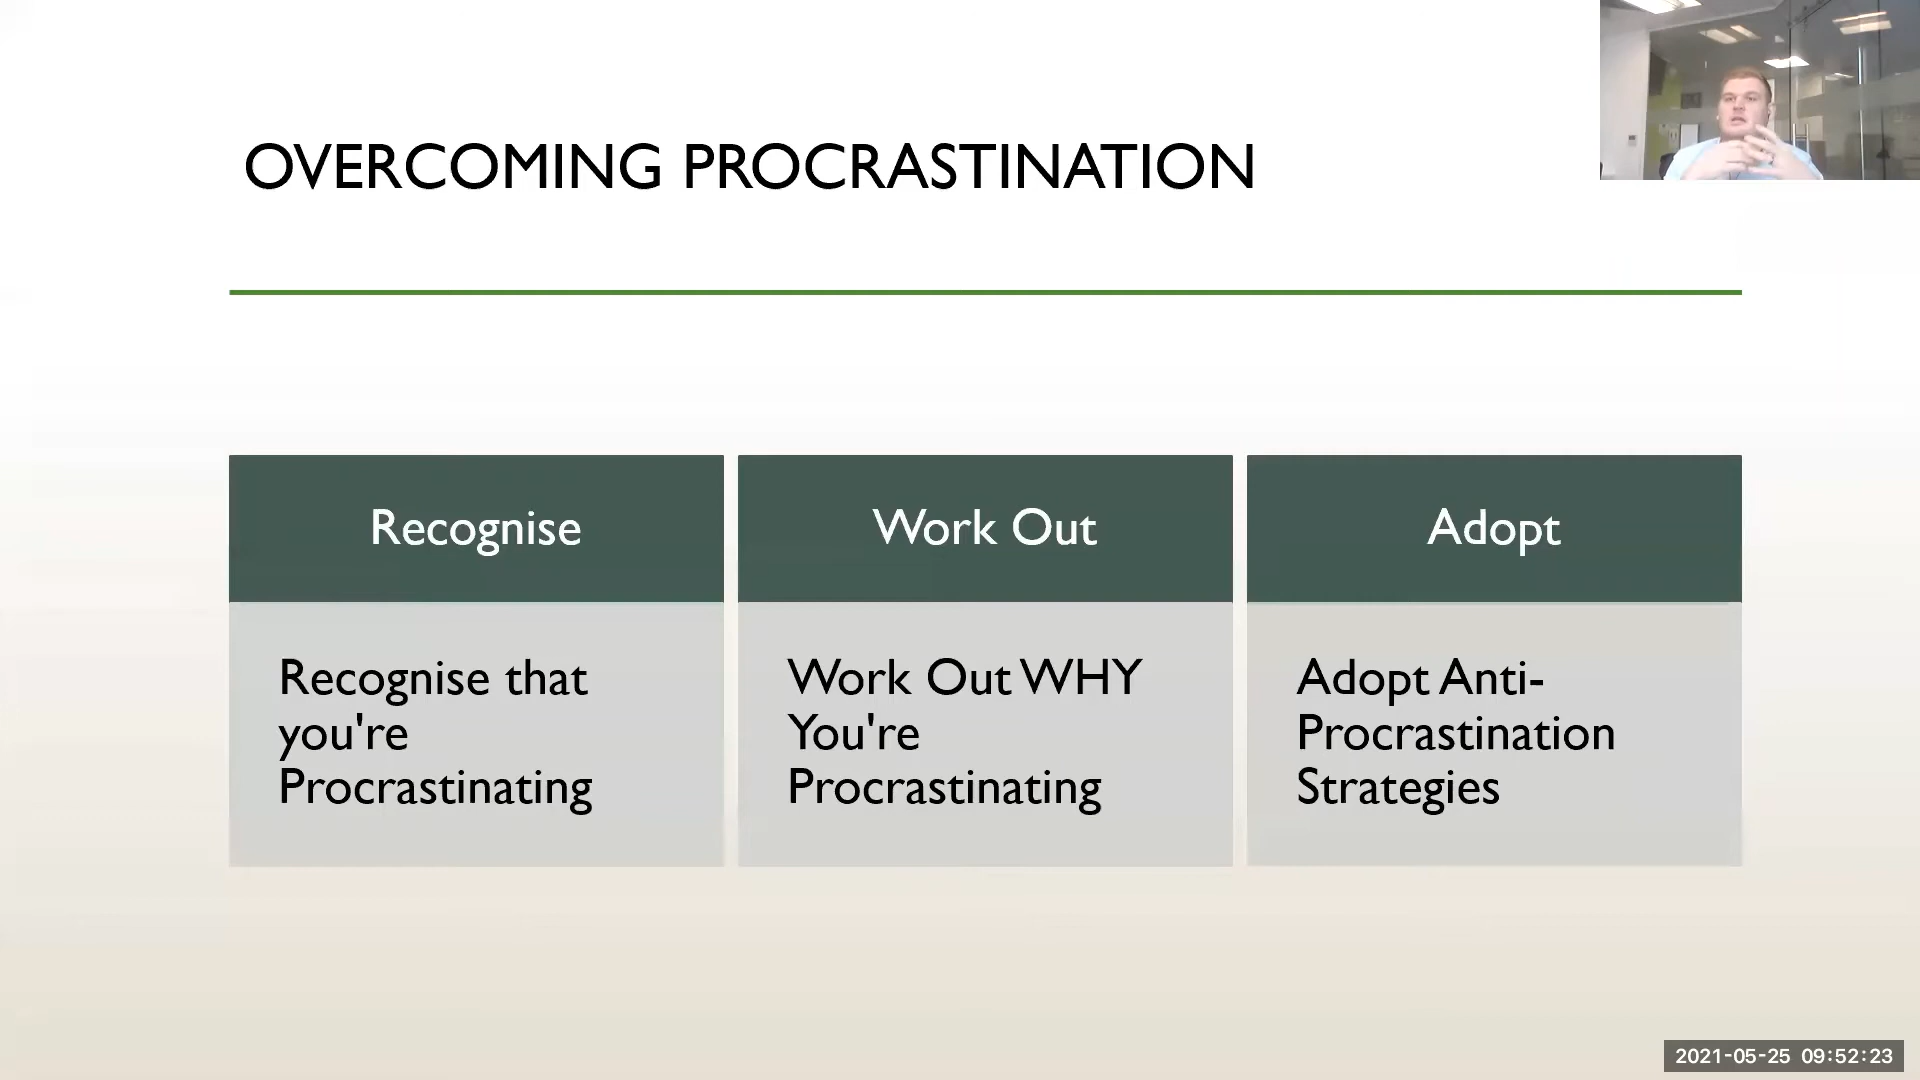 OVERCOMING PROCRASTINATION
Recognise
Recognise that
you're
Procrastinating
Work Out
Work Out WHY
You're
Procrastinating
Adopt
Adopt Anti-
Procrastination
Strategies
2021-05-25 09:52:23